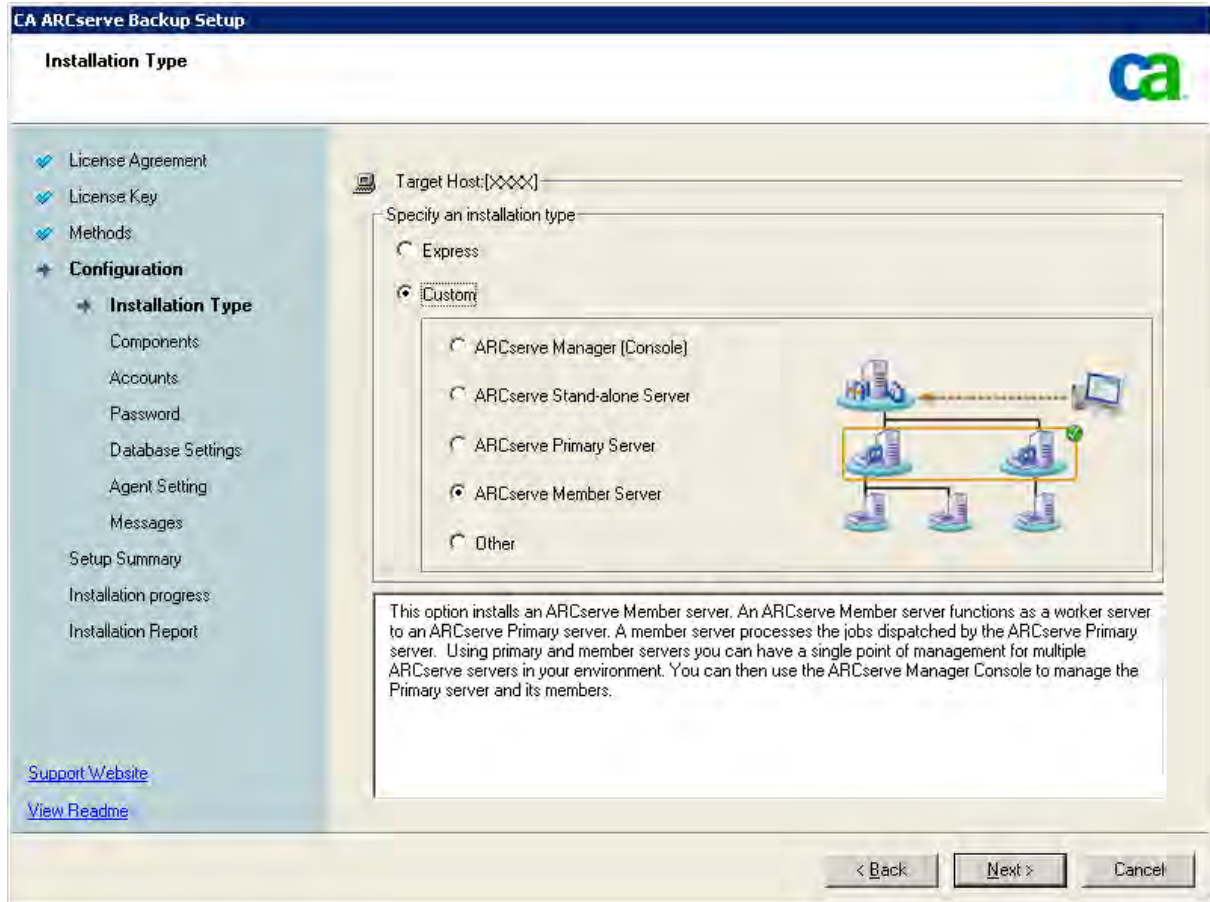 CA ARCserve Backup Setup
Installation Type
ca
License Agreement
License Key
Methods
Configuration
Installation Type
Components
Accounts
Password
Database Settings
Agent Setting
Messages
Setup Summary
Installation progress
Installation Report
Support Website
View Readme
Target Host:[XXXX]
Specify an installation type
Express
Custom
ARCserve Manager (Console)
ARCserve Stand-alone Server
ARCserve Primary Server
ARCserve Member Server
Other
This option installs an ARCserve Member server. An ARCserve Member server functions as a worker server
to an ARCserve Primary server. A member server processes the jobs dispatched by the ARCserve Primary
server. Using primary and member servers you can have a single point of management for multiple
ARCserve servers in your environment. You can then use the ARCserve Manager Console to manage the
Primary server and its members.
< Back
Next >
Cancel